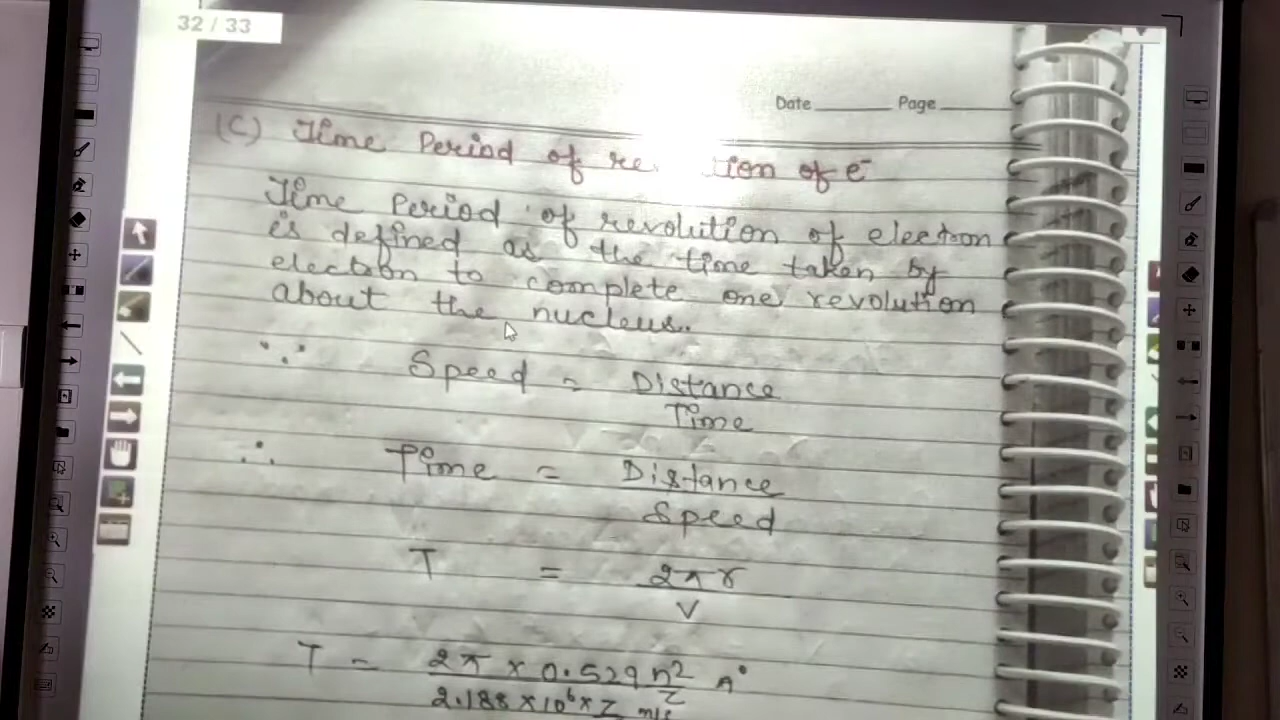 32 / 33
Date Page
(C) Time Period of re tion of e⁻
Time Period of revolution of electron
is defined as the time taken by
electron to complete one revolution
about the nucleus.
∵ Speed = Distance / Time
∴ Time = Distance / Speed
T = 2πr / V
T = 2π × 0.529 n²/Z A° / 2.188 × 10⁶ × Z m/s